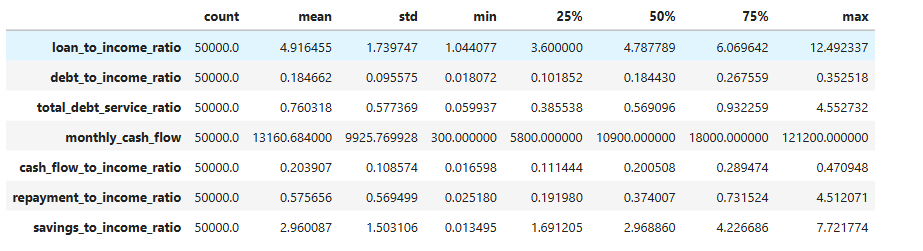 count mean std min 25% 50% 75% max
loan_to_income_ratio 50000.0 4.916455 1.739747 1.044077 3.600000 4.787789 6.069642 12.492337
debt_to_income_ratio 50000.0 0.184662 0.095575 0.018072 0.101852 0.184430 0.267559 0.352518
total_debt_service_ratio 50000.0 0.760318 0.577369 0.059937 0.385538 0.569096 0.932259 4.552732
monthly_cash_flow 50000.0 13160.684000 9925.769928 300.000000 5800.000000 10900.000000 18000.000000 121200.000000
cash_flow_to_income_ratio 50000.0 0.203907 0.108574 0.016598 0.111444 0.200508 0.289474 0.470948
repayment_to_income_ratio 50000.0 0.575656 0.569499 0.025180 0.191980 0.374007 0.731524 4.512071
savings_to_income_ratio 50000.0 2.960087 1.503106 0.013495 1.691205 2.968860 4.226686 7.721774